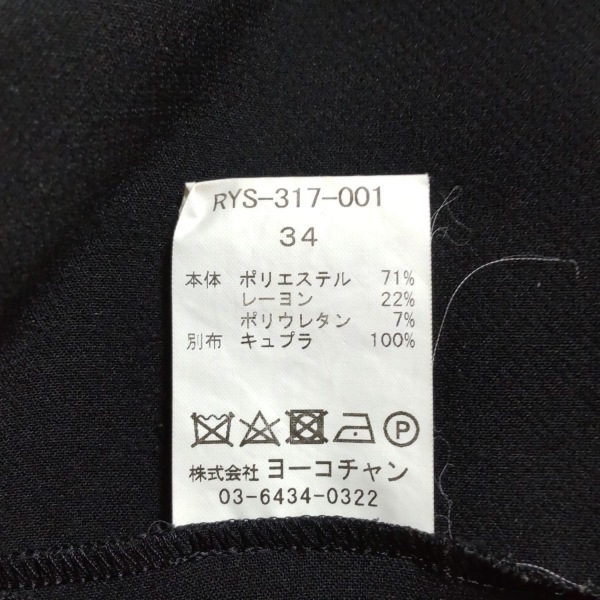 RYS-317-001
34
本体 ポリエステル 71%
レーヨン 22%
ポリウレタン 7%
別布 キュプラ 100%
P
株式会社 ヨーコチャン
03-6434-0322